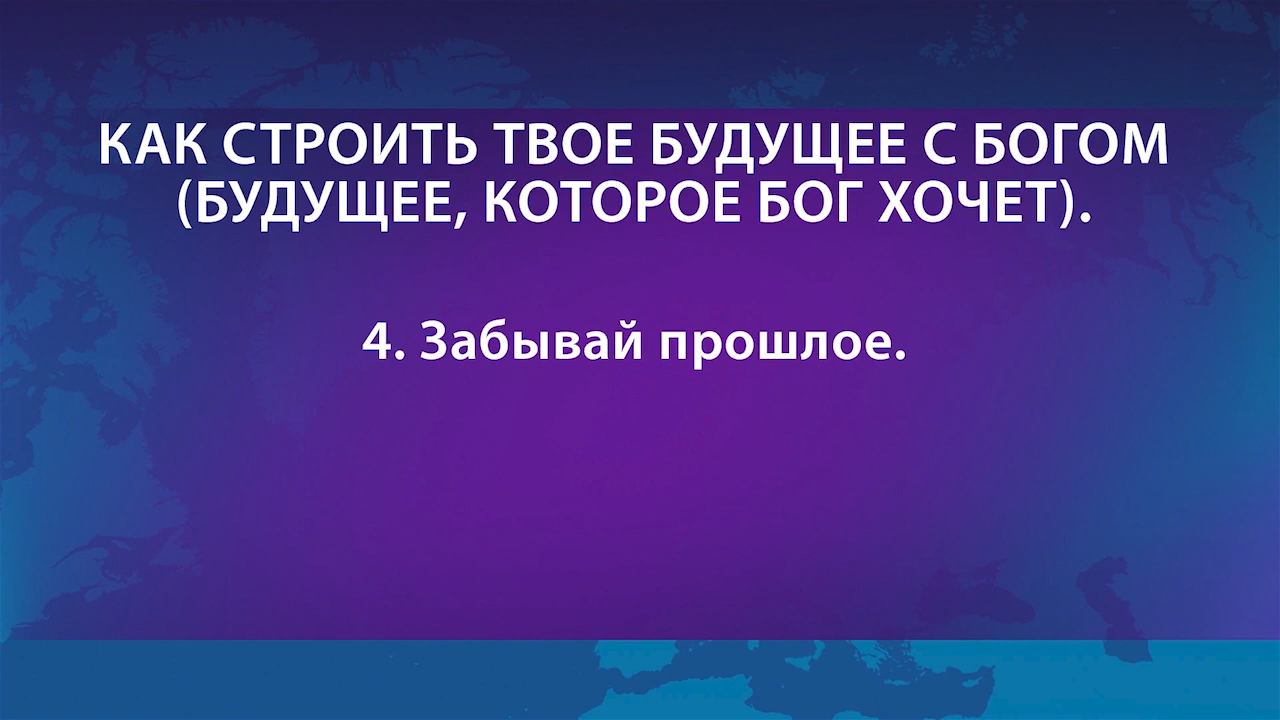 КАК СТРОИТЬ ТВОЕ БУДУЩЕЕ С БОГОМ
(БУДУЩЕЕ, КОТОРОЕ БОГ ХОЧЕТ).
4. Забывай прошлое.